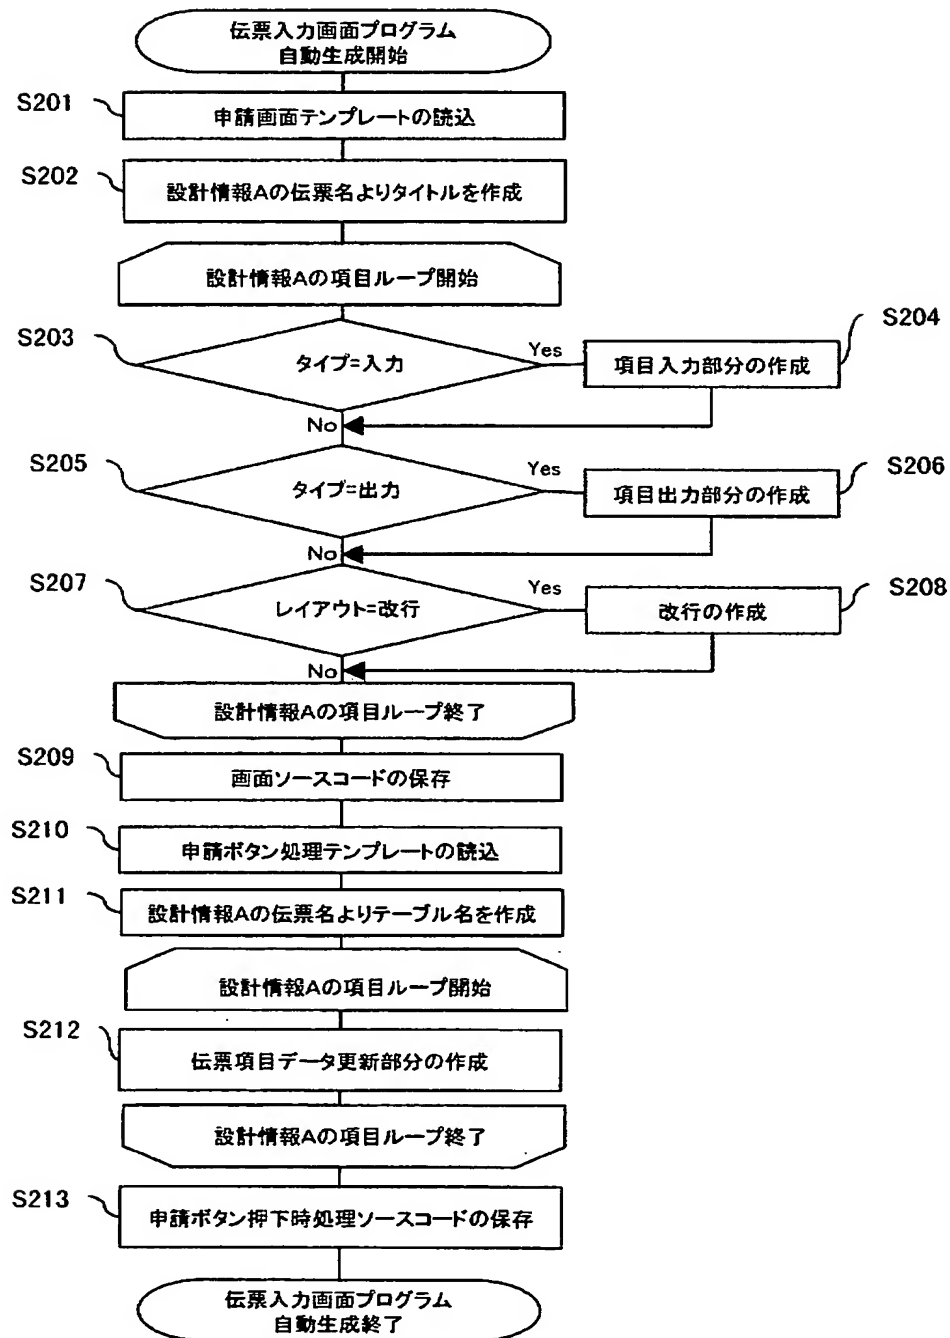 伝票入力画面プログラム
自動生成開始
S201
申請画面テンプレートの読込
S202
設計情報Aの伝票名よりタイトルを作成
設計情報Aの項目ループ開始
S203
タイプ=入力
Yes
項目入力部分の作成
S204
No
S205
タイプ=出力
Yes
項目出力部分の作成
S206
No
S207
レイアウト=改行
Yes
改行の作成
S208
No
設計情報Aの項目ループ終了
S209
画面ソースコードの保存
S210
申請ボタン処理テンプレートの読込
S211
設計情報Aの伝票名よりテーブル名を作成
設計情報Aの項目ループ開始
S212
伝票項目データ更新部分の作成
設計情報Aの項目ループ終了
S213
申請ボタン押下時処理ソースコードの保存
伝票入力画面プログラム
自動生成終了